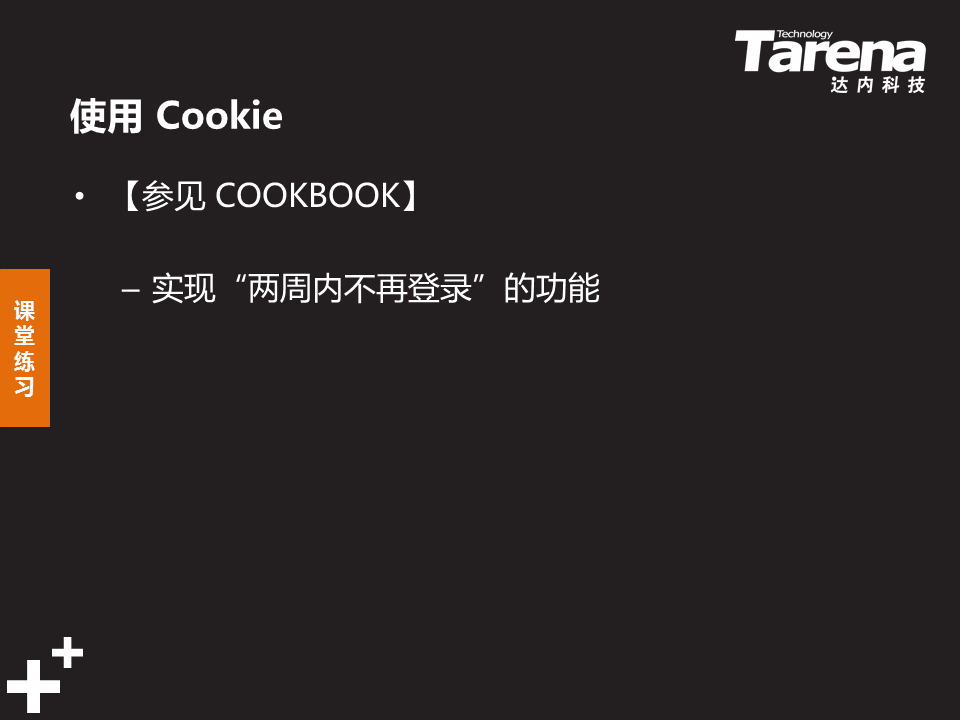 Technology
Tarena
达内科技
使用 Cookie
• 【参见 COOKBOOK】
– 实现“两周内不再登录”的功能
课
堂
练
习